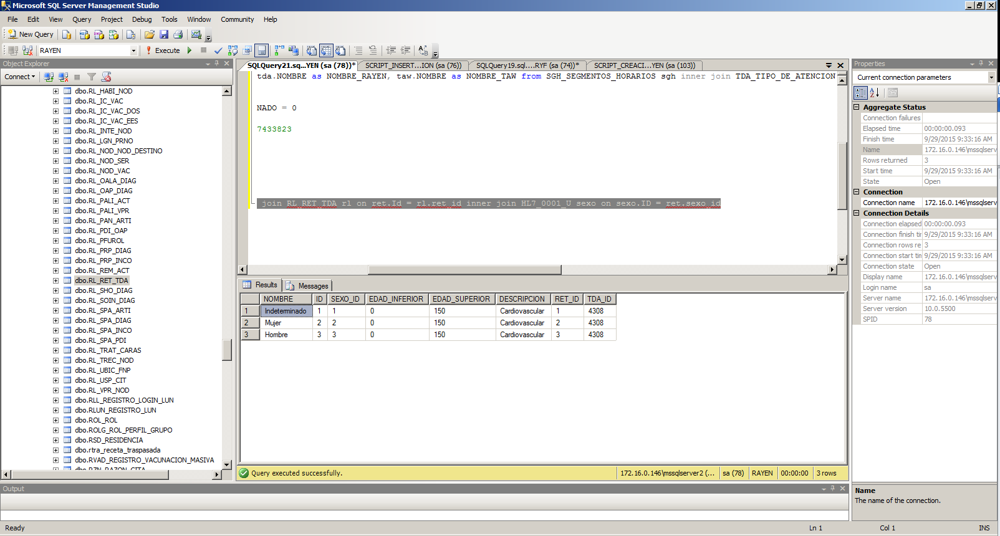 Microsoft SQL Server Management Studio
File Edit View Query Project Debug Tools Window Community Help
New Query
RAYEN Execute
Object Explorer
Connect
dbo.RL_HABI_NOD
dbo.RL_IC_VAC
dbo.RL_IC_VAC_DOS
dbo.RL_IC_VAC_EES
dbo.RL_INTE_NOD
dbo.RL_LGN_PRNO
dbo.RL_NOD_NOD_DESTINO
dbo.RL_NOD_SER
dbo.RL_NOD_VAC
dbo.RL_OALA_DIAG
dbo.RL_OAP_DIAG
dbo.RL_PALI_ACT
dbo.RL_PALI_VPR
dbo.RL_PAN_ARTI
dbo.RL_PDI_OAP
dbo.RL_PFUROL
dbo.RL_PRP_DIAG
dbo.RL_PRP_INCO
dbo.RL_REM_ACT
dbo.RL_RET_TDA
dbo.RL_SHO_DIAG
dbo.RL_SOIN_DIAG
dbo.RL_SPA_ARTI
dbo.RL_SPA_DIAG
dbo.RL_SPA_INCO
dbo.RL_SPA_PDI
dbo.RL_TRAT_CARAS
dbo.RL_TREC_NOD
dbo.RL_UBIC_FNP
dbo.RL_USP_CIT
dbo.RL_VPR_NOD
dbo.RLL_REGISTRO_LOGIN_LUN
dbo.RLUN_REGISTRO_LUN
dbo.ROL_ROL
dbo.ROLG_ROL_PERFIL_GRUPO
dbo.RSD_RESIDENCIA
dbo.rtra_receta_traspasada
dbo.RVAD_REGISTRO_VACUNACION_MASIVA
dbo.RZN_RAZON_CITA
SQLQuery21.sq...YEN (sa (78))* SCRIPT_INSERT...ION (sa (76)) SQLQuery19.sql....RYF (sa (74))* SCRIPT_CREACI...YEN (sa (103))
tda.NOMBRE as NOMBRE_RAYEN, taw.NOMBRE as NOMBRE_TAW from SGH_SEGMENTOS_HORARIOS sgh inner join TDA_TIPO_DE_ATENCION
NADO = 0
7433823
join RL_RET_TDA rl on ret.Id = rl.ret_id inner join HL7_0001_U sexo on sexo.ID = ret.sexo_id
Results Messages
NOMBRE ID SEXO_ID EDAD_INFERIOR EDAD_SUPERIOR DESCRIPCION RET_ID TDA_ID
1 Indeterminado 1 1 0 150 Cardiovascular 1 4308
2 Mujer 2 2 0 150 Cardiovascular 2 4308
3 Hombre 3 3 0 150 Cardiovascular 3 4308
Query executed successfully. 172.16.0.146\mssqlserver2 (... sa (78) RAYEN 00:00:00 3 rows
Properties
Current connection parameters
Aggregate Status
Connection failures
Elapsed time 00:00:00.093
Finish time 9/29/2015 9:33:16 AM
Name 172.16.0.146\mssqlserv
Rows returned 3
Start time 9/29/2015 9:33:16 AM
State Open
Connection
Connection name 172.16.0.146\mssqlserv
Connection Details
Connection elapsed 00:00:00.093
Connection finish tir 9/29/2015 9:33:16 AM
Connection rows re 3
Connection start tin 9/29/2015 9:33:16 AM
Connection state Open
Display name 172.16.0.146\mssqlserv
Login name sa
Server name 172.16.0.146\mssqlserv
Server version 10.0.5500
SPID 78
Name
The name of the connection.
Output
Ready Ln 1 Col 1 INS